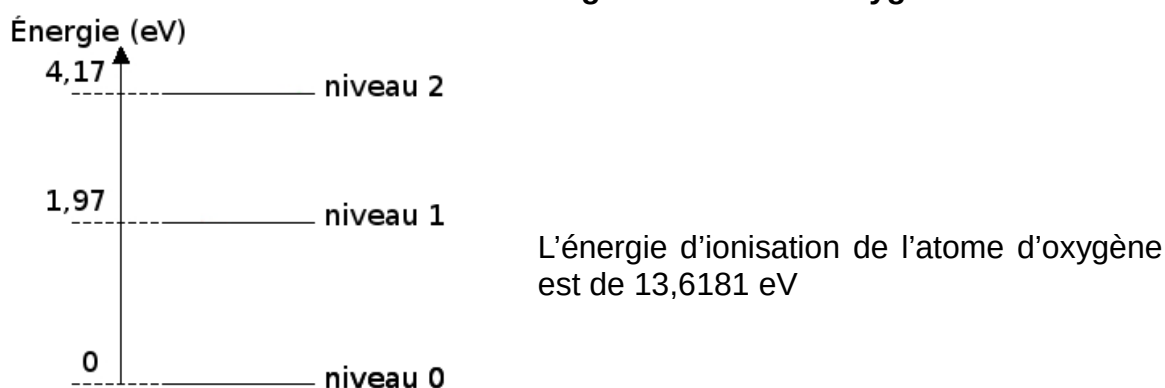 Énergie (eV)
4,17
niveau 2
1,97
niveau 1
L’énergie d’ionisation de l’atome d’oxygène
est de 13,6181 eV
0
niveau 0